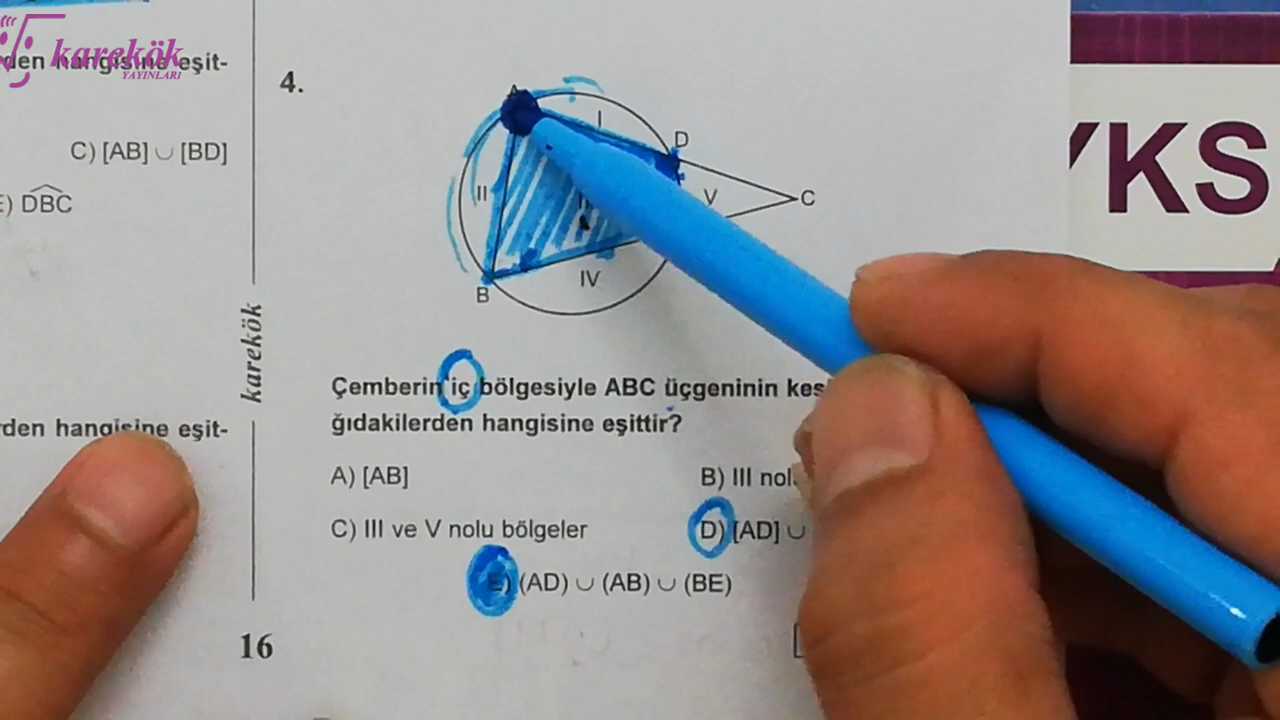 karekök
YAYINLARI
rden hangisine eşit-
C) [AB] ∪ [BD]
E) DBC
karekök
rden hangisine eşit-
16
4.
A
I
D
II
V
C
IV
B
Çemberin iç bölgesiyle ABC üçgeninin kes
ğıdakilerden hangisine eşittir?
A) [AB]
B) III nol
C) III ve V nolu bölgeler
D) [AD] ∪
E) (AD) ∪ (AB) ∪ (BE)
YKS